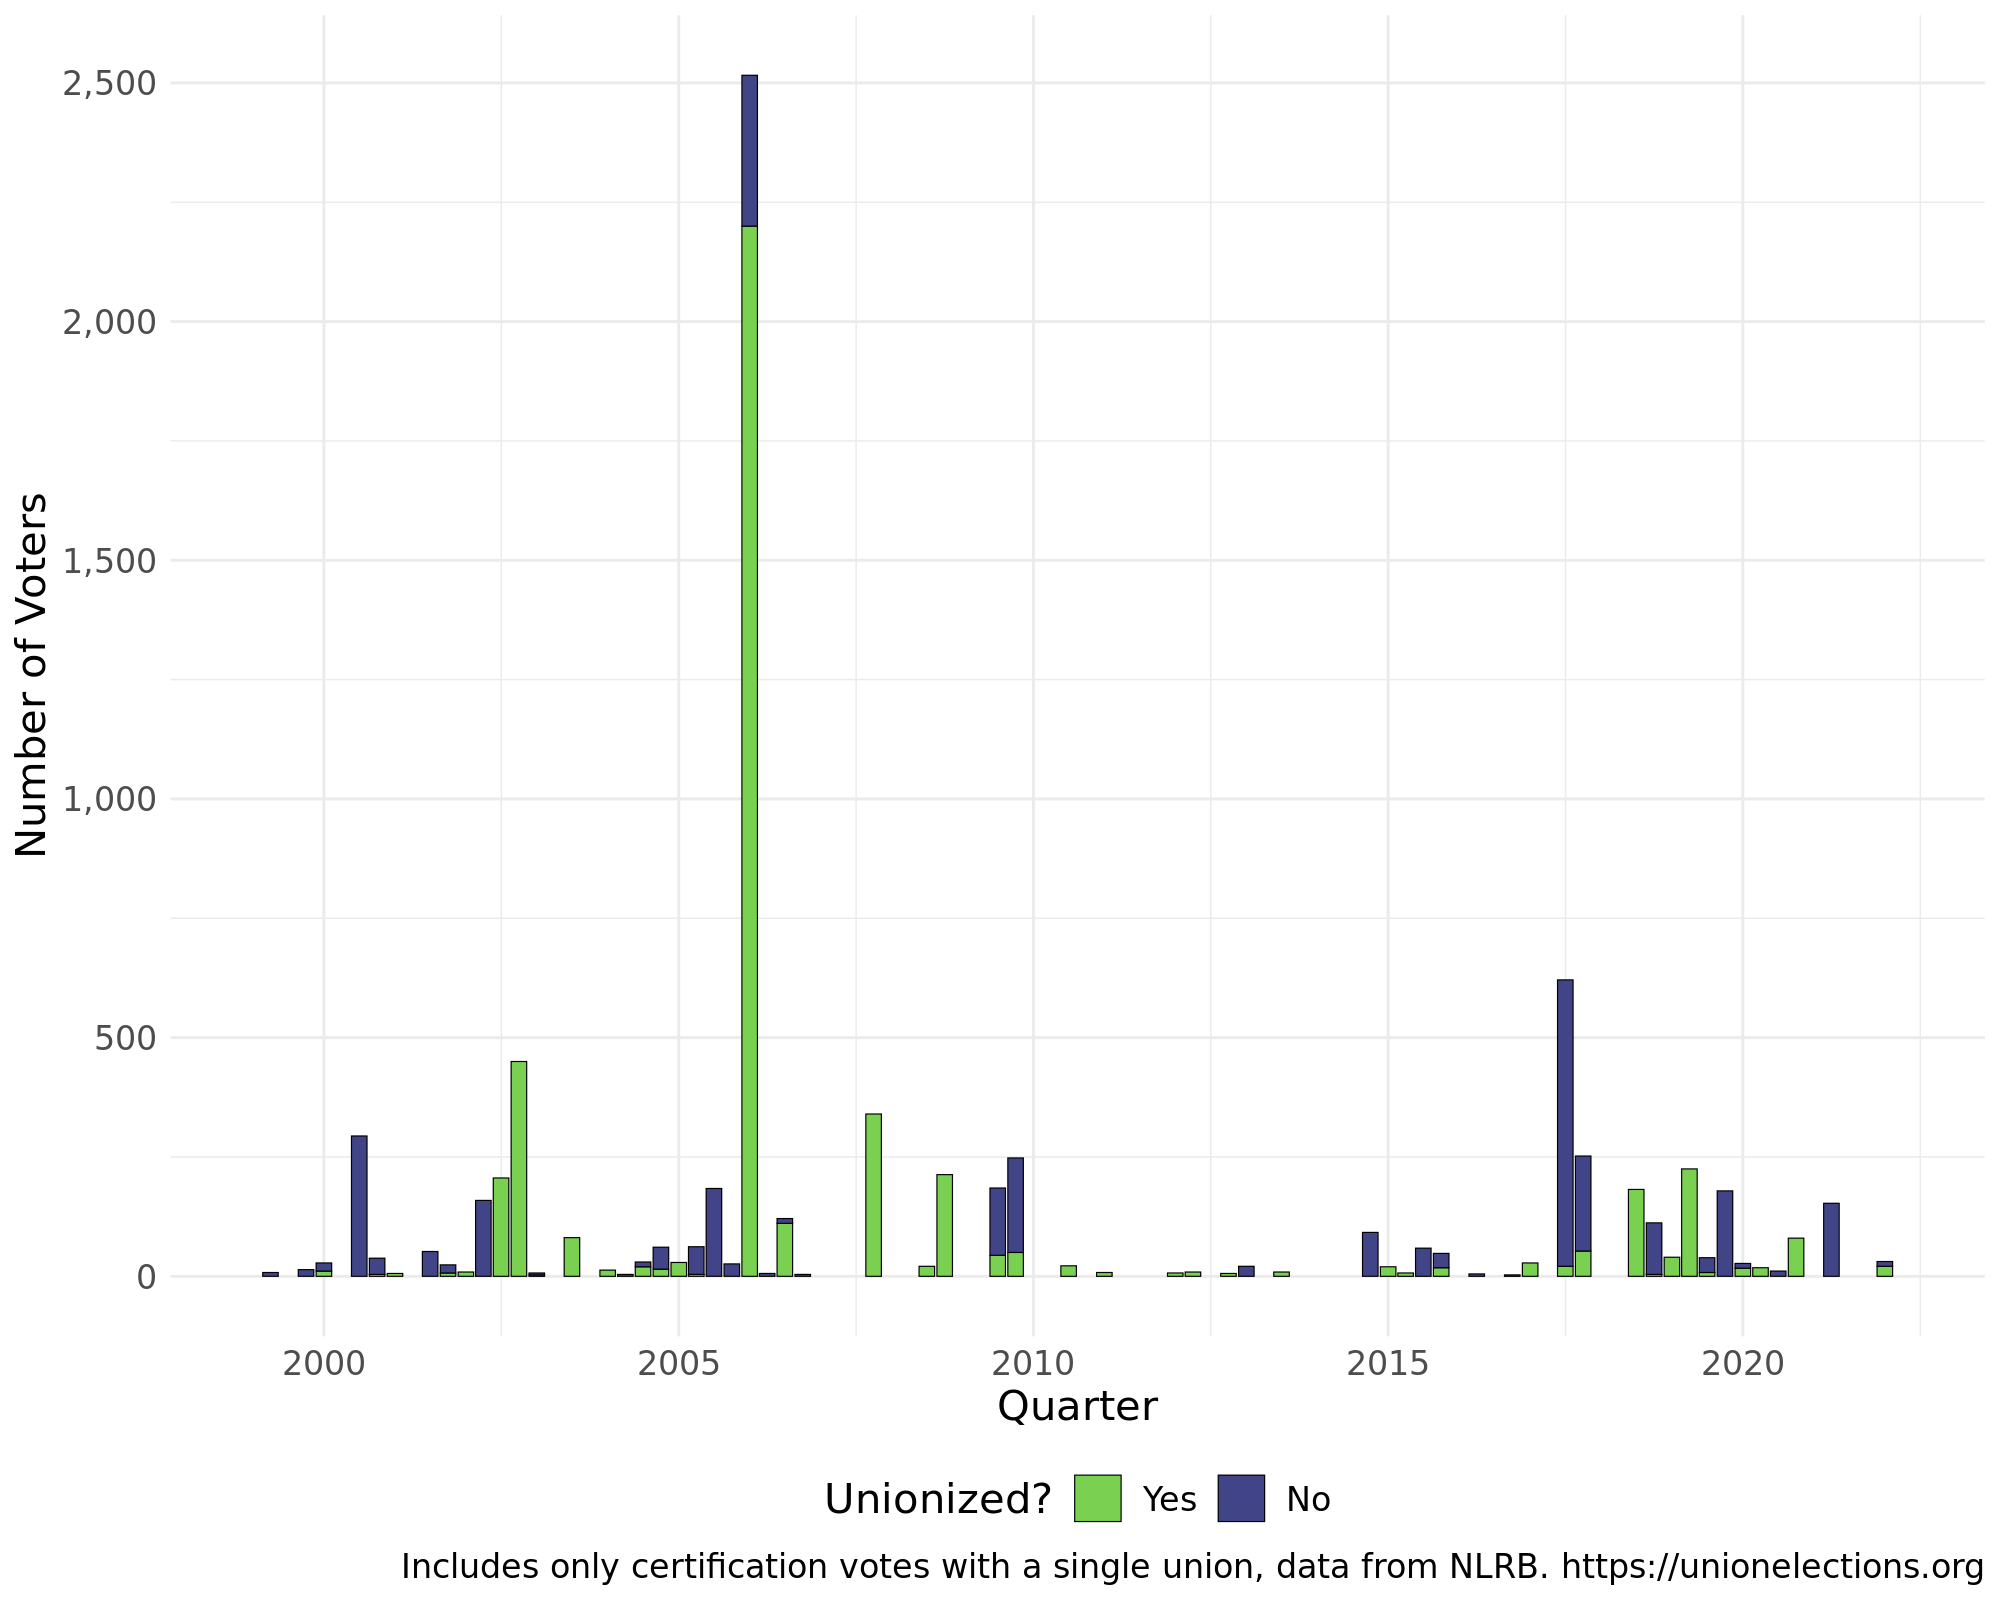 2,500
2,000
1,500
1,000
500
0
Number of Voters
2000 2005 2010 2015 2020
Quarter
Unionized? Yes No
Includes only certification votes with a single union, data from NLRB. https://unionelections.org